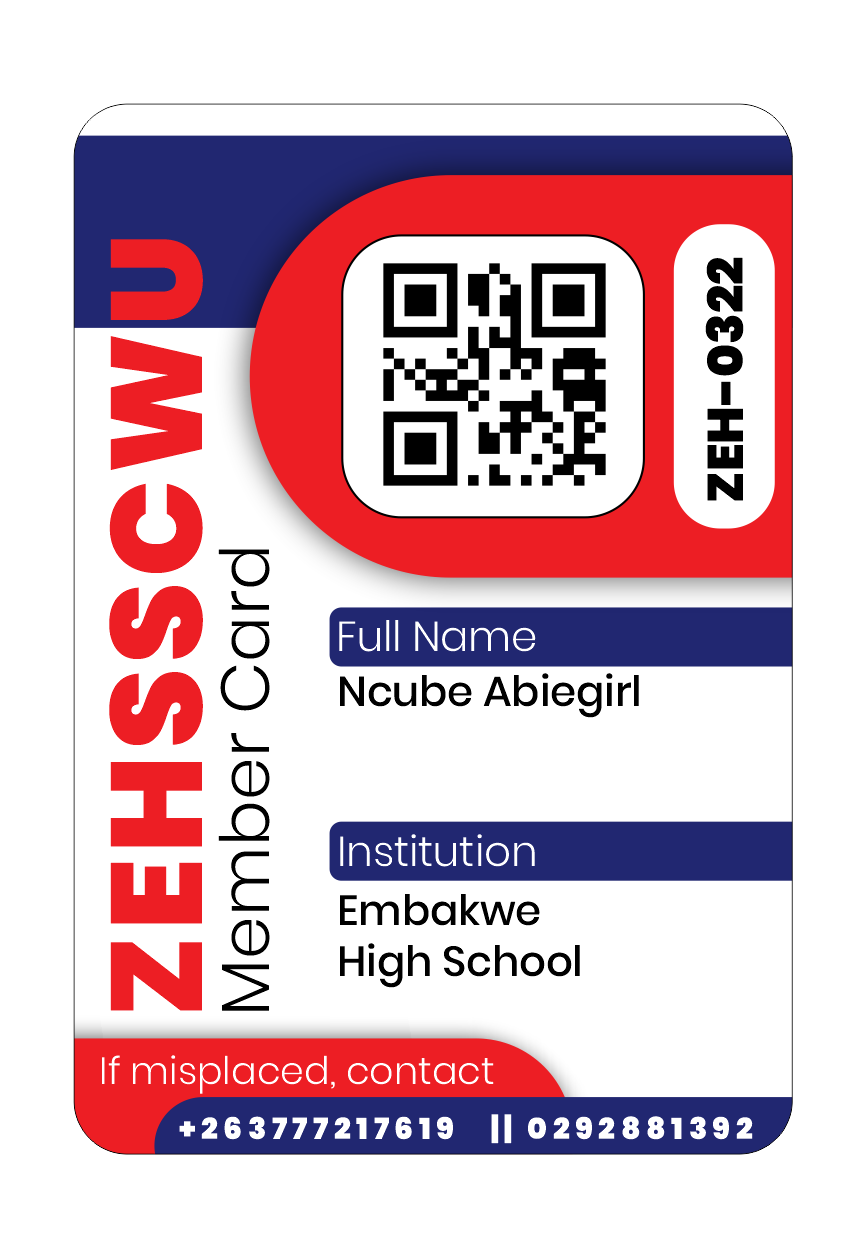 ZEHSSCWU
Member Card
ZEH-0322
Full Name
Ncube Abiegirl
Institution
Embakwe
High School
If misplaced, contact
+263777217619 || 0292881392